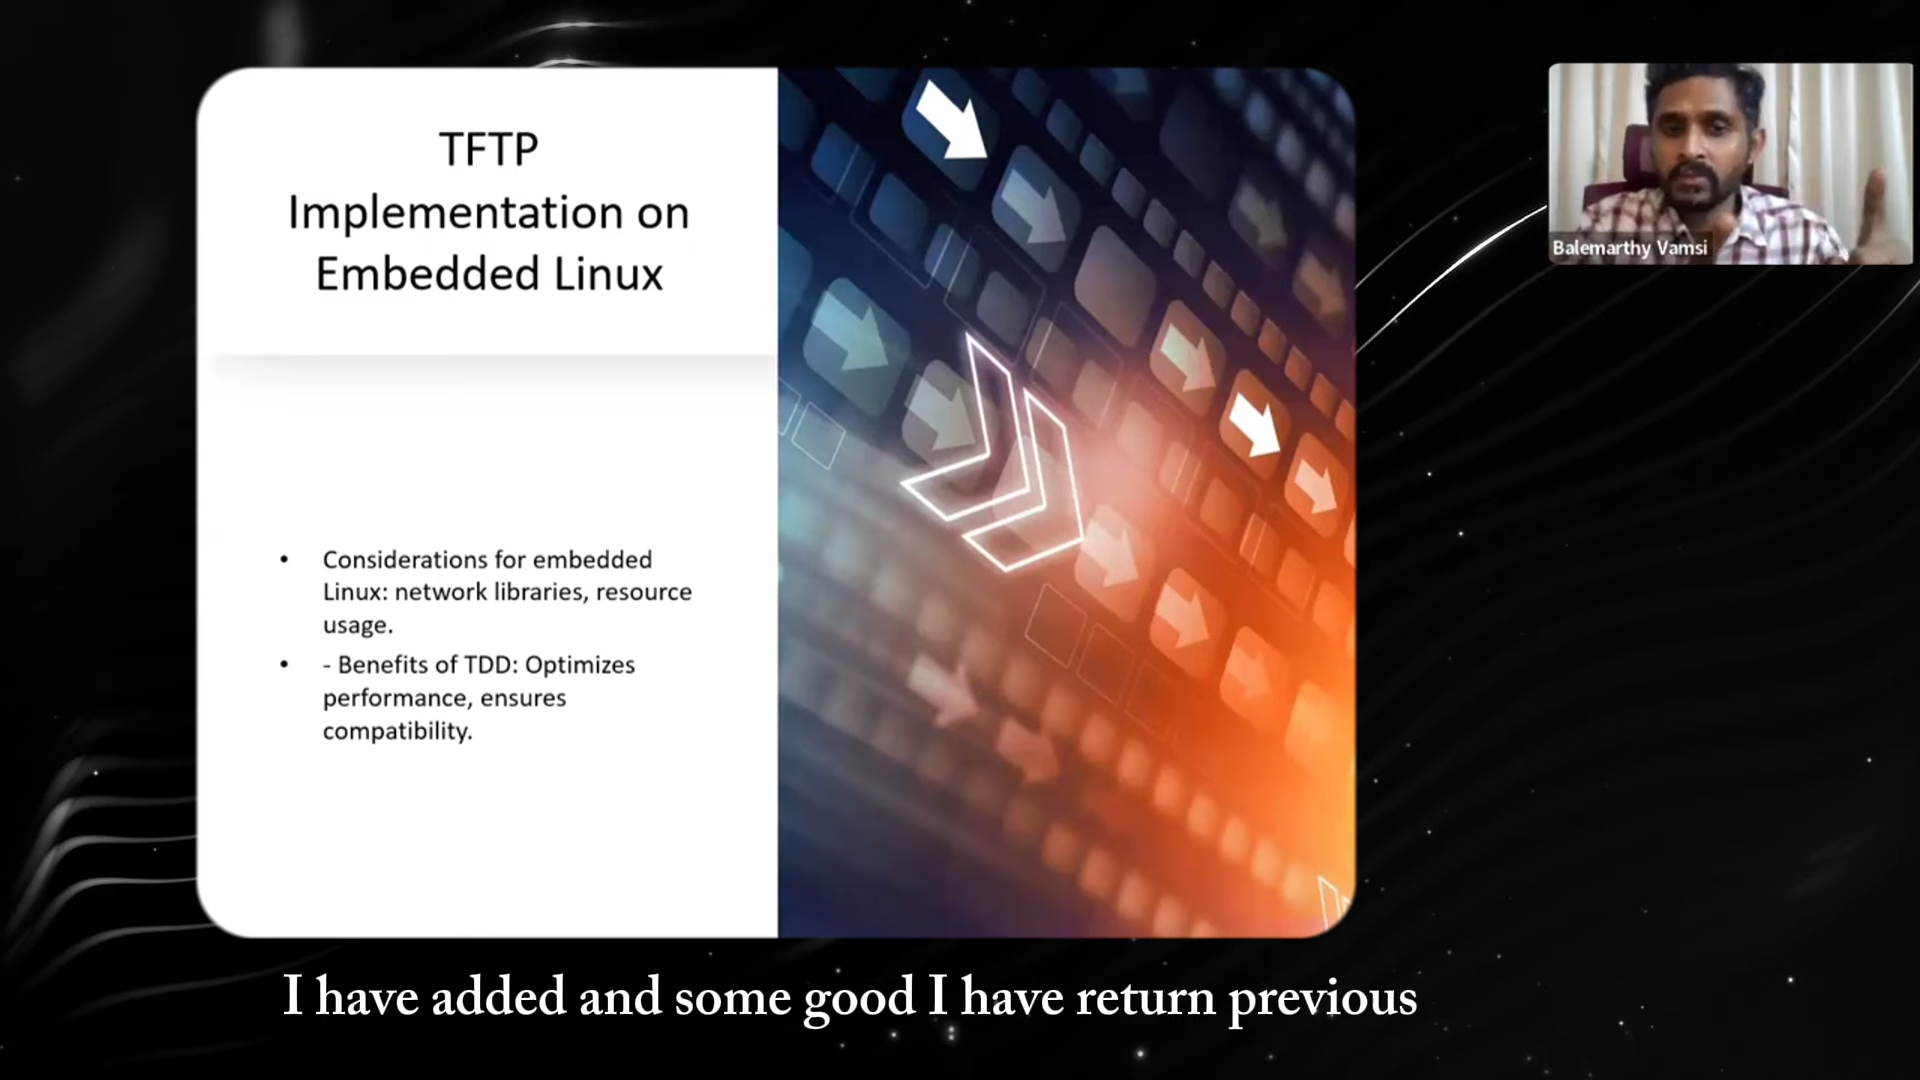 TFTP
Implementation on
Embedded Linux
• Considerations for embedded
Linux: network libraries, resource
usage.
• - Benefits of TDD: Optimizes
performance, ensures
compatibility.
Balemarthy Vamsi
I have added and some good I have return previous